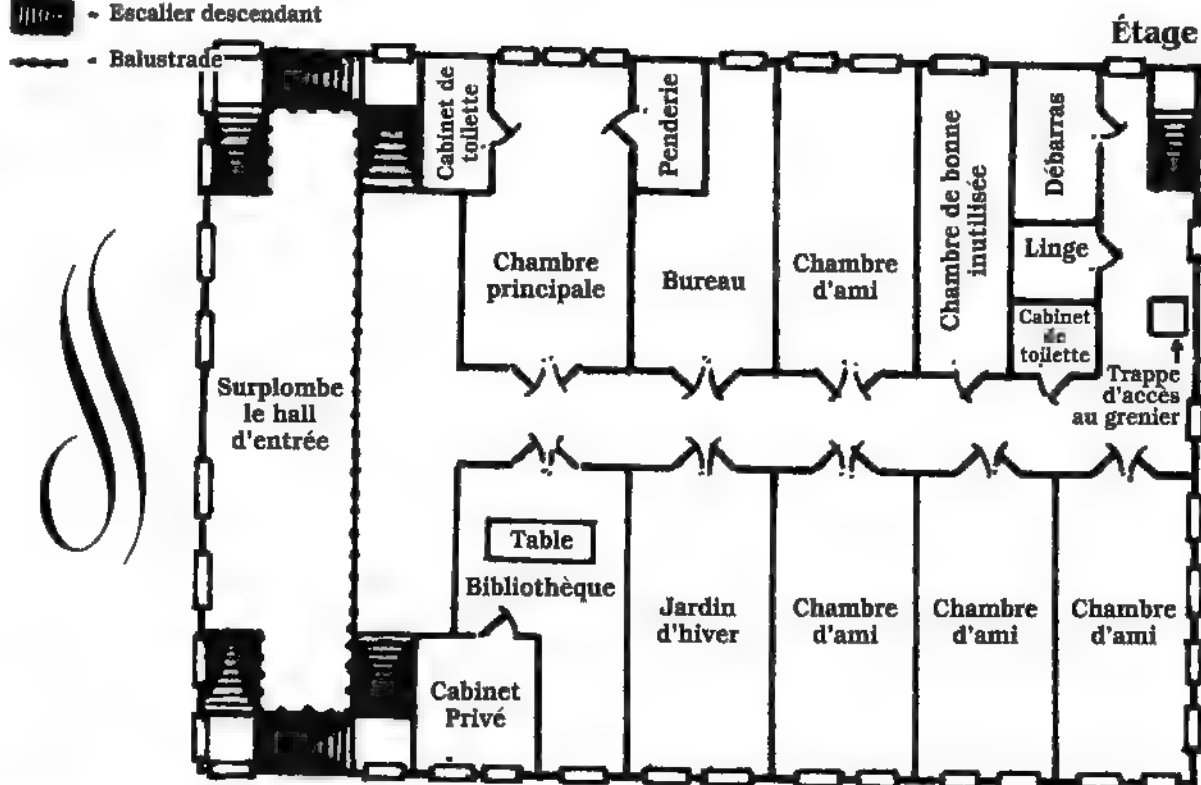 - Escalier descendant
- Balustrade
Étage
Cabinet de
toilette
Penderie
Débarras
Chambre de bonne
inutilisée
Linge
Chambre
principale
Bureau
Chambre
d'ami
Cabinet
de
toilette
Trappe
d'accès
au grenier
Surplombe
le hall
d'entrée
Table
Bibliothèque
Jardin
d'hiver
Chambre
d'ami
Chambre
d'ami
Chambre
d'ami
Cabinet
Privé